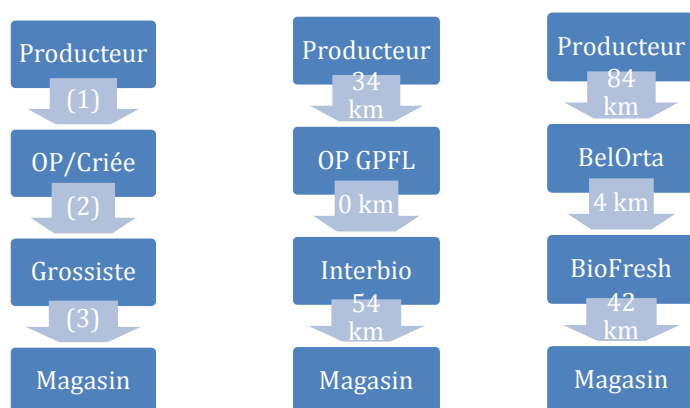 Producteur
(1)
OP/Criée
(2)
Grossiste
(3)
Magasin
Producteur
34
km
OP GPFL
0 km
Interbio
54
km
Magasin
Producteur
84
km
BelOrta
4 km
BioFresh
42
km
Magasin